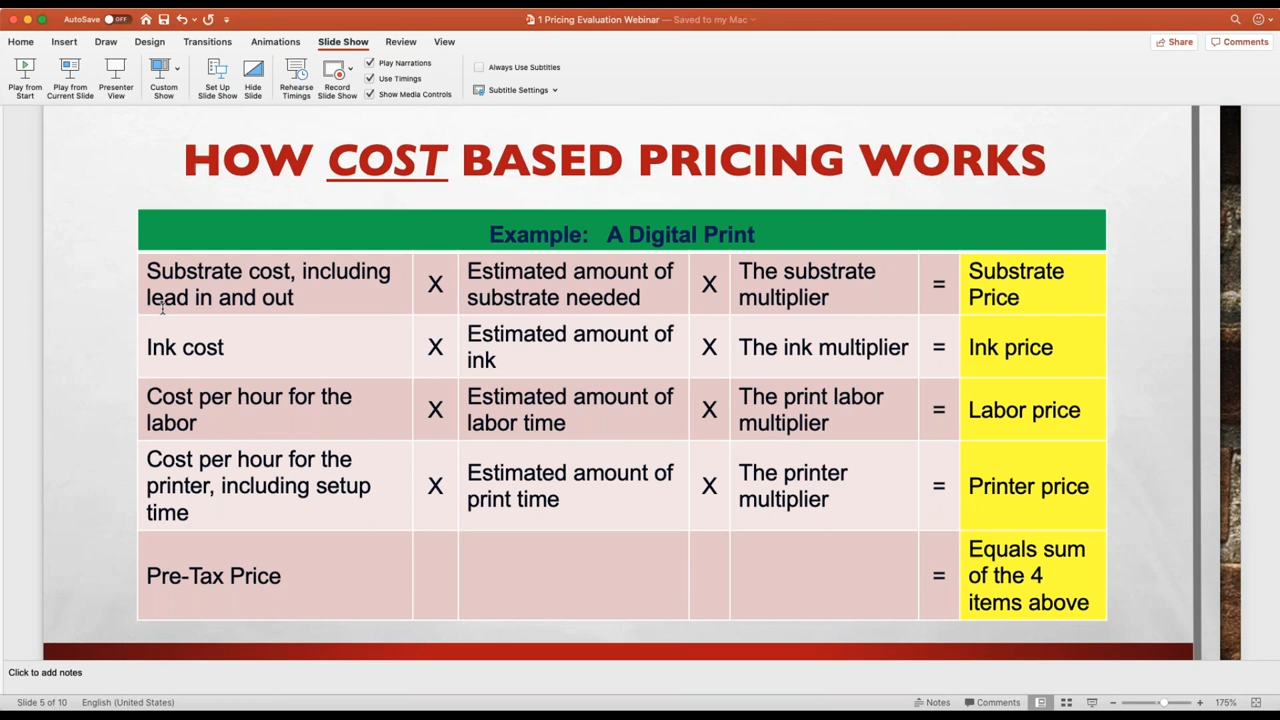 AutoSave OFF
1 Pricing Evaluation Webinar — Saved to my Mac
Home Insert Draw Design Transitions Animations Slide Show Review View
Share Comments
Play from Start
Play from Current Slide
Presenter View
Custom Show
Set Up Slide Show
Hide Slide
Rehearse Timings
Record Slide Show
Play Narrations
Use Timings
Show Media Controls
Always Use Subtitles
Subtitle Settings
HOW COST BASED PRICING WORKS
Example: A Digital Print
Substrate cost, including
lead in and out
X
Estimated amount of
substrate needed
X
The substrate
multiplier
=
Substrate
Price
Ink cost
X
Estimated amount of
ink
X
The ink multiplier
=
Ink price
Cost per hour for the
labor
X
Estimated amount of
labor time
X
The print labor
multiplier
=
Labor price
Cost per hour for the
printer, including setup
time
X
Estimated amount of
print time
X
The printer
multiplier
=
Printer price
Pre-Tax Price
=
Equals sum
of the 4
items above
Click to add notes
Slide 5 of 10 English (United States) Notes Comments 175%